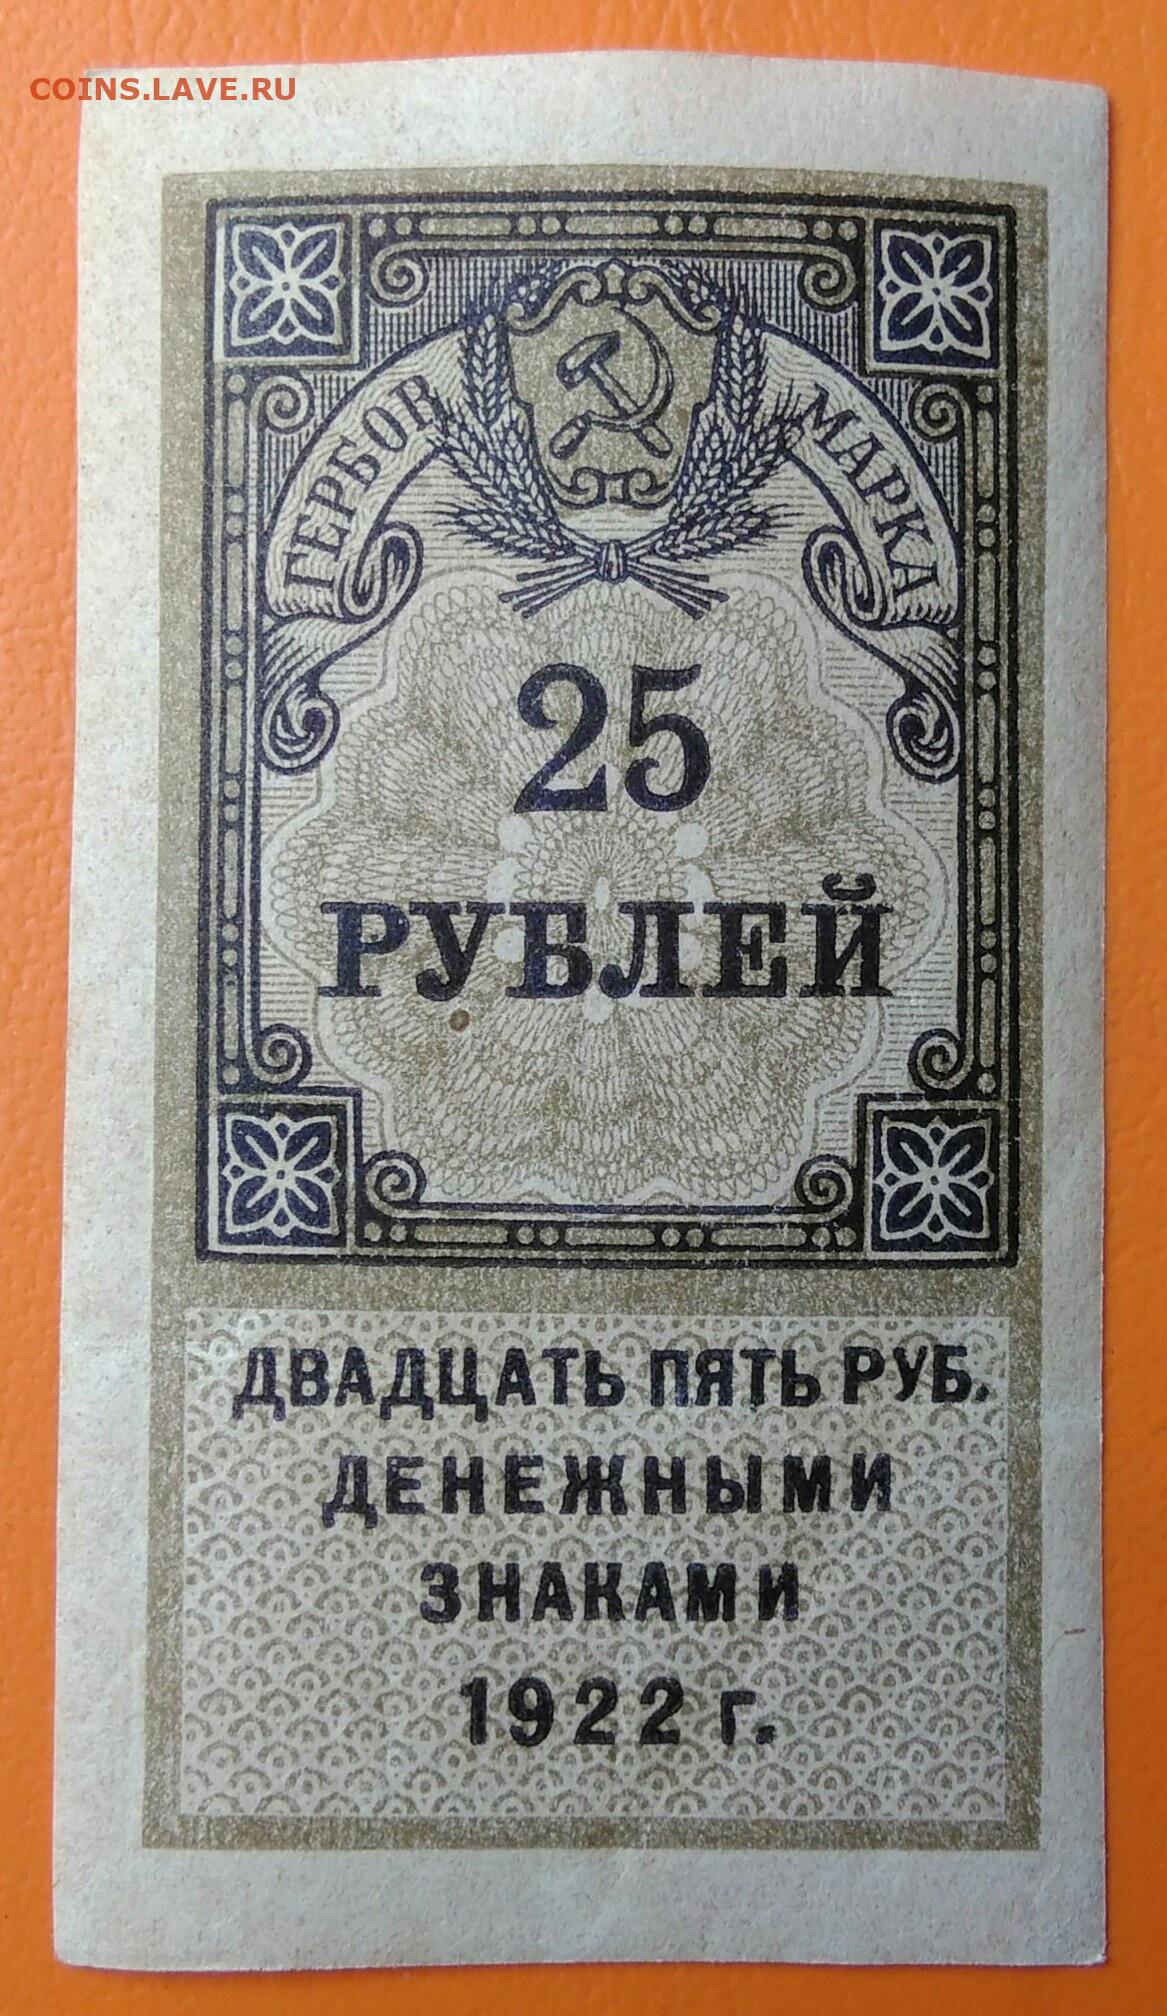 COINS.LAVE.RU
ГЕРБОВ МАРКА
25
РУБЛЕЙ
ДВАДЦАТЬ ПЯТЬ РУБ.
ДЕНЕЖНЫМИ
ЗНАКАМИ
1922 г.